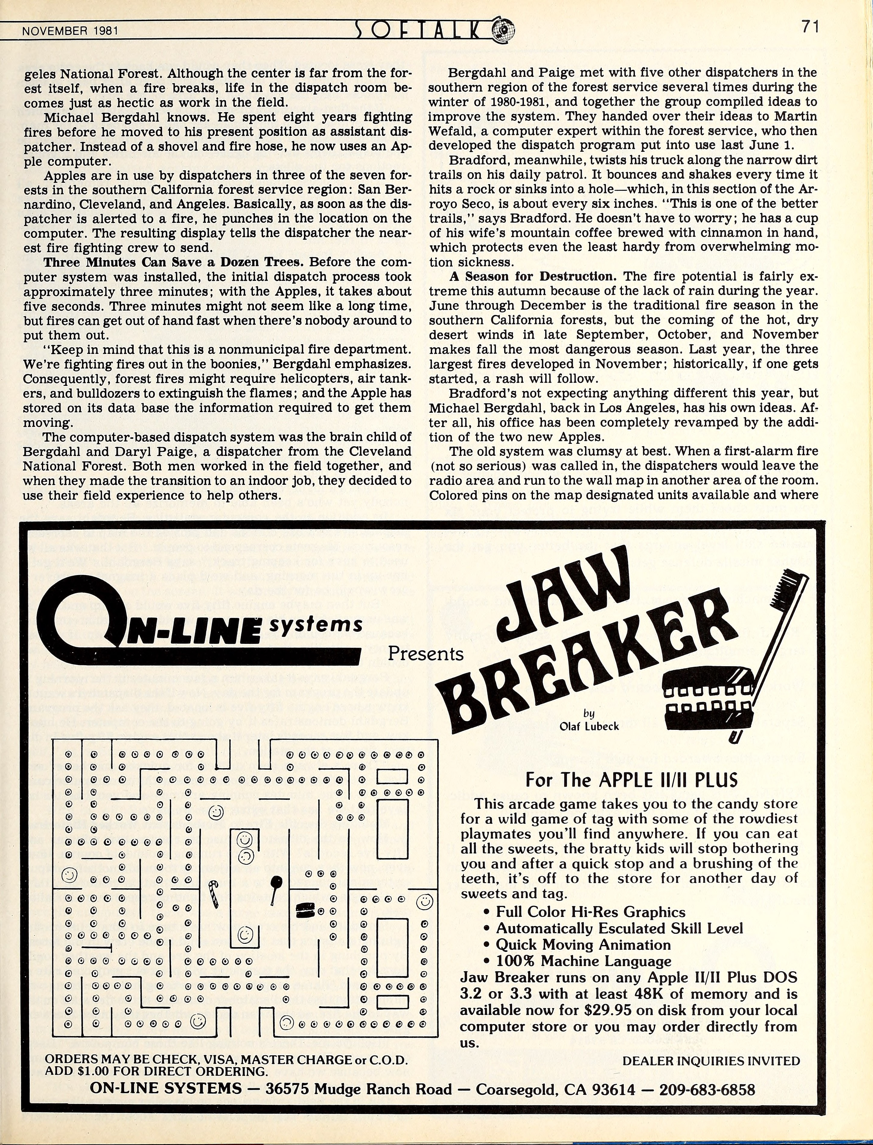 NOVEMBER 1981
SOFTALK
71
geles National Forest. Although the center is far from the for-
est itself, when a fire breaks, life in the dispatch room be-
comes just as hectic as work in the field.
Michael Bergdahl knows. He spent eight years fighting
fires before he moved to his present position as assistant dis-
patcher. Instead of a shovel and fire hose, he now uses an Ap-
ple computer.
Apples are in use by dispatchers in three of the seven for-
ests in the southern California forest service region: San Ber-
nardino, Cleveland, and Angeles. Basically, as soon as the dis-
patcher is alerted to a fire, he punches in the location on the
computer. The resulting display tells the dispatcher the near-
est fire fighting crew to send.
Three Minutes Can Save a Dozen Trees. Before the com-
puter system was installed, the initial dispatch process took
approximately three minutes; with the Apples, it takes about
five seconds. Three minutes might not seem like a long time,
but fires can get out of hand fast when there's nobody around to
put them out.
"Keep in mind that this is a nonmunicipal fire department.
We're fighting fires out in the boonies," Bergdahl emphasizes.
Consequently, forest fires might require helicopters, air tank-
ers, and bulldozers to extinguish the flames; and the Apple has
stored on its data base the information required to get them
moving.
The computer-based dispatch system was the brain child of
Bergdahl and Daryl Paige, a dispatcher from the Cleveland
National Forest. Both men worked in the field together, and
when they made the transition to an indoor job, they decided to
use their field experience to help others.
Bergdahl and Paige met with five other dispatchers in the
southern region of the forest service several times during the
winter of 1980-1981, and together the group compiled ideas to
improve the system. They handed over their ideas to Martin
Wefald, a computer expert within the forest service, who then
developed the dispatch program put into use last June 1.
Bradford, meanwhile, twists his truck along the narrow dirt
trails on his daily patrol. It bounces and shakes every time it
hits a rock or sinks into a hole—which, in this section of the Ar-
royo Seco, is about every six inches. "This is one of the better
trails," says Bradford. He doesn't have to worry; he has a cup
of his wife's mountain coffee brewed with cinnamon in hand,
which protects even the least hardy from overwhelming mo-
tion sickness.
A Season for Destruction. The fire potential is fairly ex-
treme this autumn because of the lack of rain during the year.
June through December is the traditional fire season in the
southern California forests, but the coming of the hot, dry
desert winds in late September, October, and November
makes fall the most dangerous season. Last year, the three
largest fires developed in November; historically, if one gets
started, a rash will follow.
Bradford's not expecting anything different this year, but
Michael Bergdahl, back in Los Angeles, has his own ideas. Af-
ter all, his office has been completely revamped by the addi-
tion of the two new Apples.
The old system was clumsy at best. When a first-alarm fire
(not so serious) was called in, the dispatchers would leave the
radio area and run to the wall map in another area of the room.
Colored pins on the map designated units available and where
ON-LINE systems
Presents
JAW
BREAKER
by
Olaf Lubeck
For The APPLE II/II PLUS
This arcade game takes you to the candy store
for a wild game of tag with some of the rowdiest
playmates you'll find anywhere. If you can eat
all the sweets, the bratty kids will stop bothering
you and after a quick stop and a brushing of the
teeth, it's off to the store for another day of
sweets and tag.
• Full Color Hi-Res Graphics
• Automatically Esculated Skill Level
• Quick Moving Animation
• 100% Machine Language
Jaw Breaker runs on any Apple II/II Plus DOS
3.2 or 3.3 with at least 48K of memory and is
available now for $29.95 on disk from your local
computer store or you may order directly from
us.
ORDERS MAY BE CHECK, VISA, MASTER CHARGE or C.O.D.
ADD $1.00 FOR DIRECT ORDERING.
DEALER INQUIRIES INVITED
ON-LINE SYSTEMS — 36575 Mudge Ranch Road — Coarsegold, CA 93614 — 209-683-6858